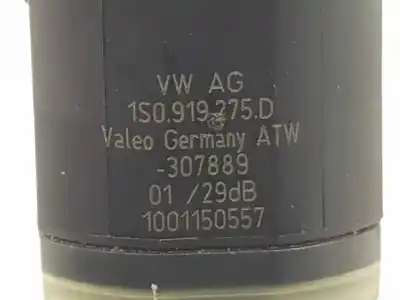 VW AG
1S0.919.275.D
Valeo Germany ATW
-307889
01 /29dB
1001150557